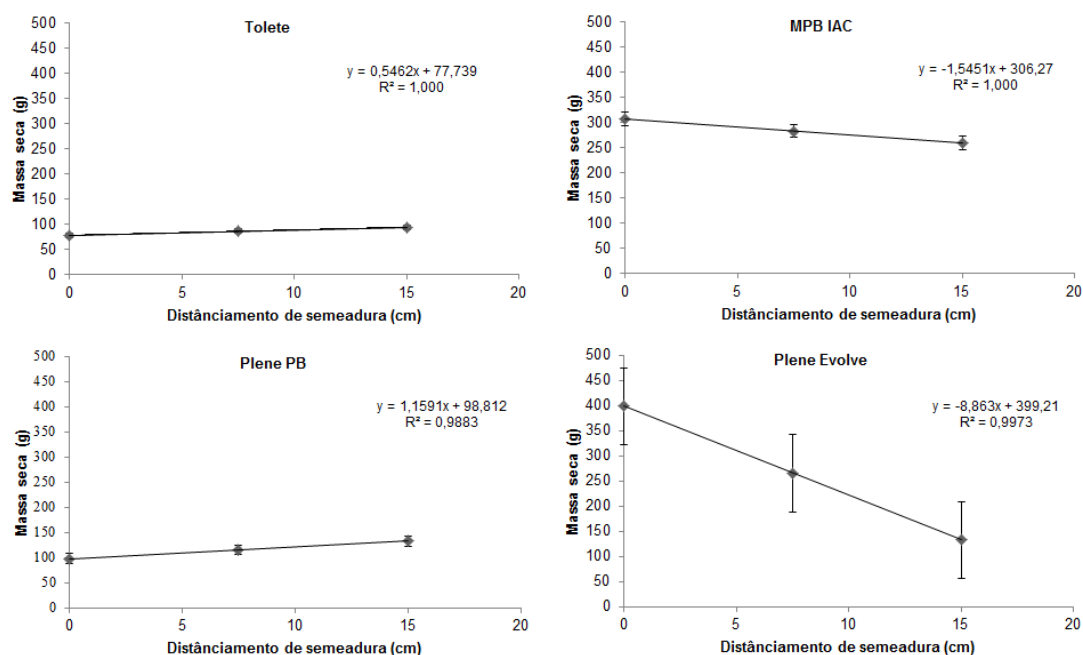 Tolete
y = 0,5462x + 77,739
R² = 1,000
Massa seca (g)
500
450
400
350
300
250
200
150
100
50
0
0 5 10 15 20
Distânciamento de semeadura (cm)
MPB IAC
y = -1,5451x + 306,27
R² = 1,000
Massa seca (g)
500
450
400
350
300
250
200
150
100
50
0
0 5 10 15 20
Distânciamento de semeadura (cm)
Plene PB
y = 1,1591x + 98,812
R² = 0,9883
Massa seca (g)
500
450
400
350
300
250
200
150
100
50
0
0 5 10 15 20
Distânciamento de semeadura (cm)
Plene Evolve
y = -8,863x + 399,21
R² = 0,9973
Massa seca (g)
500
450
400
350
300
250
200
150
100
50
0
0 5 10 15 20
Distânciamento de semeadura (cm)